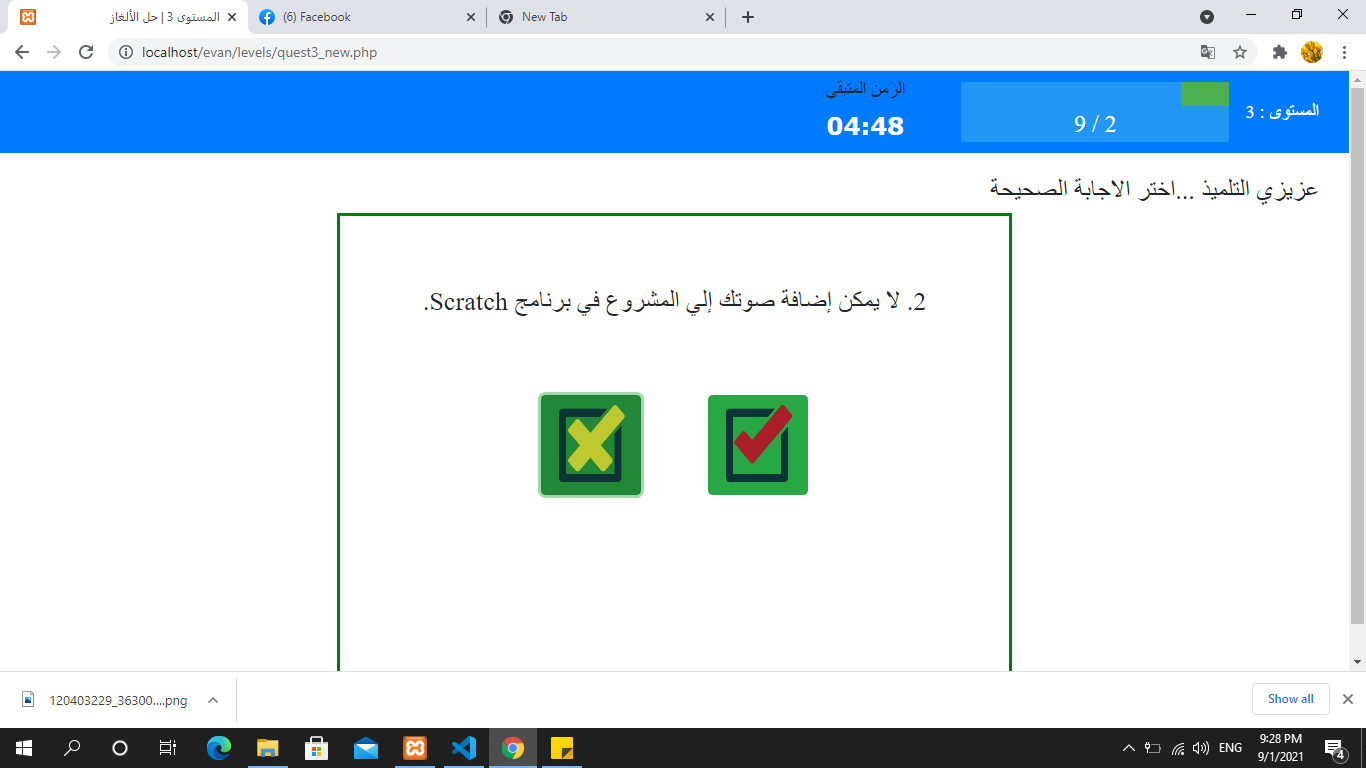 المستوى 3 | حل الألغاز
(6) Facebook
New Tab
localhost/evan/levels/quest3_new.php
المستوى : 3
9 / 2
الزمن المتبقى
04:48
عزيزي التلميذ ...اختر الاجابة الصحيحة
2. لا يمكن إضافة صوتك إلي المشروع في برنامج Scratch.
120403229_36300....png
Show all
ENG
9:28 PM
9/1/2021
4